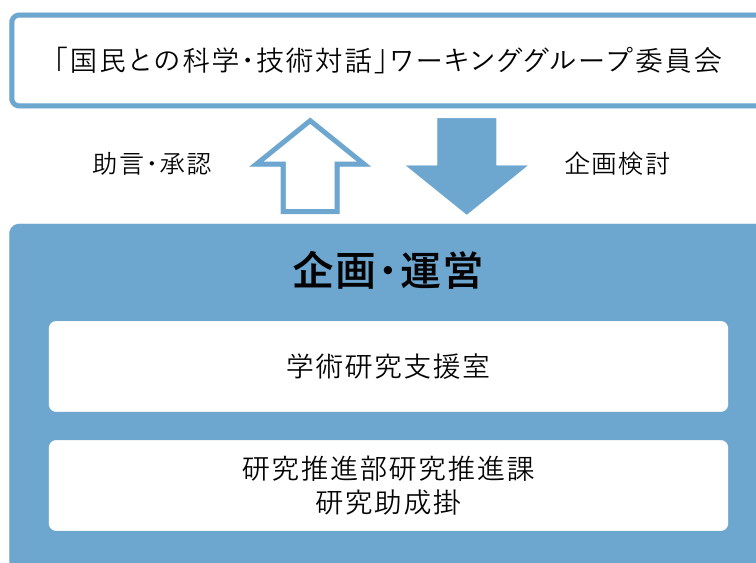 「国民との科学・技術対話」ワーキンググループ委員会
助言・承認
企画検討
企画・運営
学術研究支援室
研究推進部研究推進課
研究助成掛